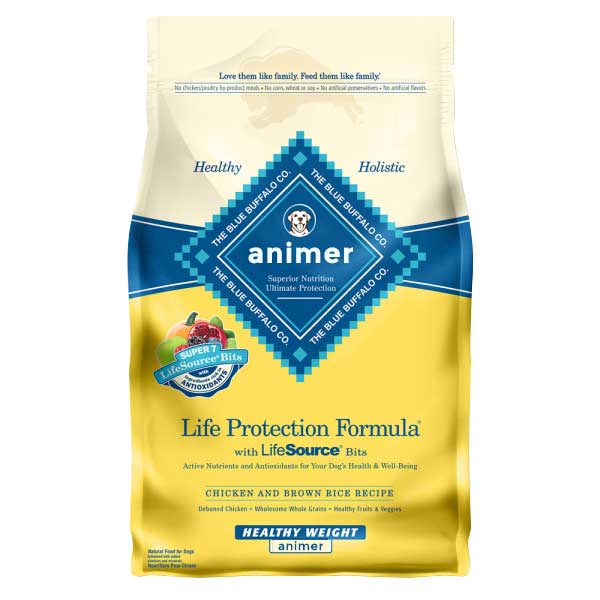 Love them like family. Feed them like family.®
No chicken/poultry by-product meals • No corn, wheat or soy • No artificial preservatives • No artificial flavors
Healthy
Holistic
THE BLUE BUFFALO CO.
THE BLUE BUFFALO CO.
animer
Superior Nutrition
Ultimate Protection
THE BLUE BUFFALO CO.
THE BLUE BUFFALO CO.
SUPER 7
LifeSource® Bits
with
ingredients rich in
ANTIOXIDANTS
Life Protection Formula®
with LifeSource® Bits
Active Nutrients and Antioxidants for Your Dog's Health & Well-Being
CHICKEN AND BROWN RICE RECIPE
Deboned Chicken • Wholesome Whole Grains • Healthy Fruits & Veggies
HEALTHY WEIGHT
animer
Natural Food for Dogs